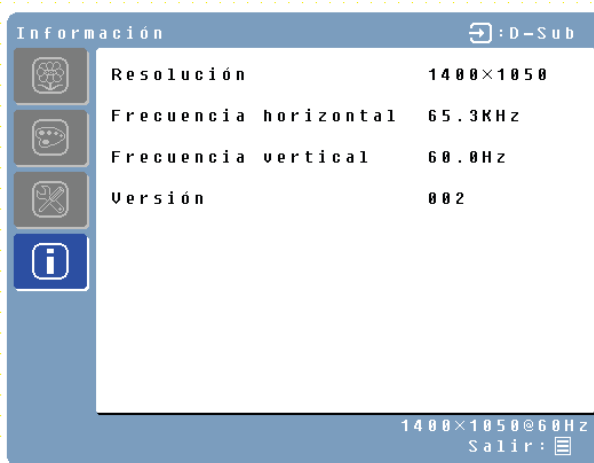 Información :D-Sub
Resolución 1400×1050
Frecuencia horizontal 65.3KHz
Frecuencia vertical 60.0Hz
Versión 002
1400×1050@60Hz
Salir: